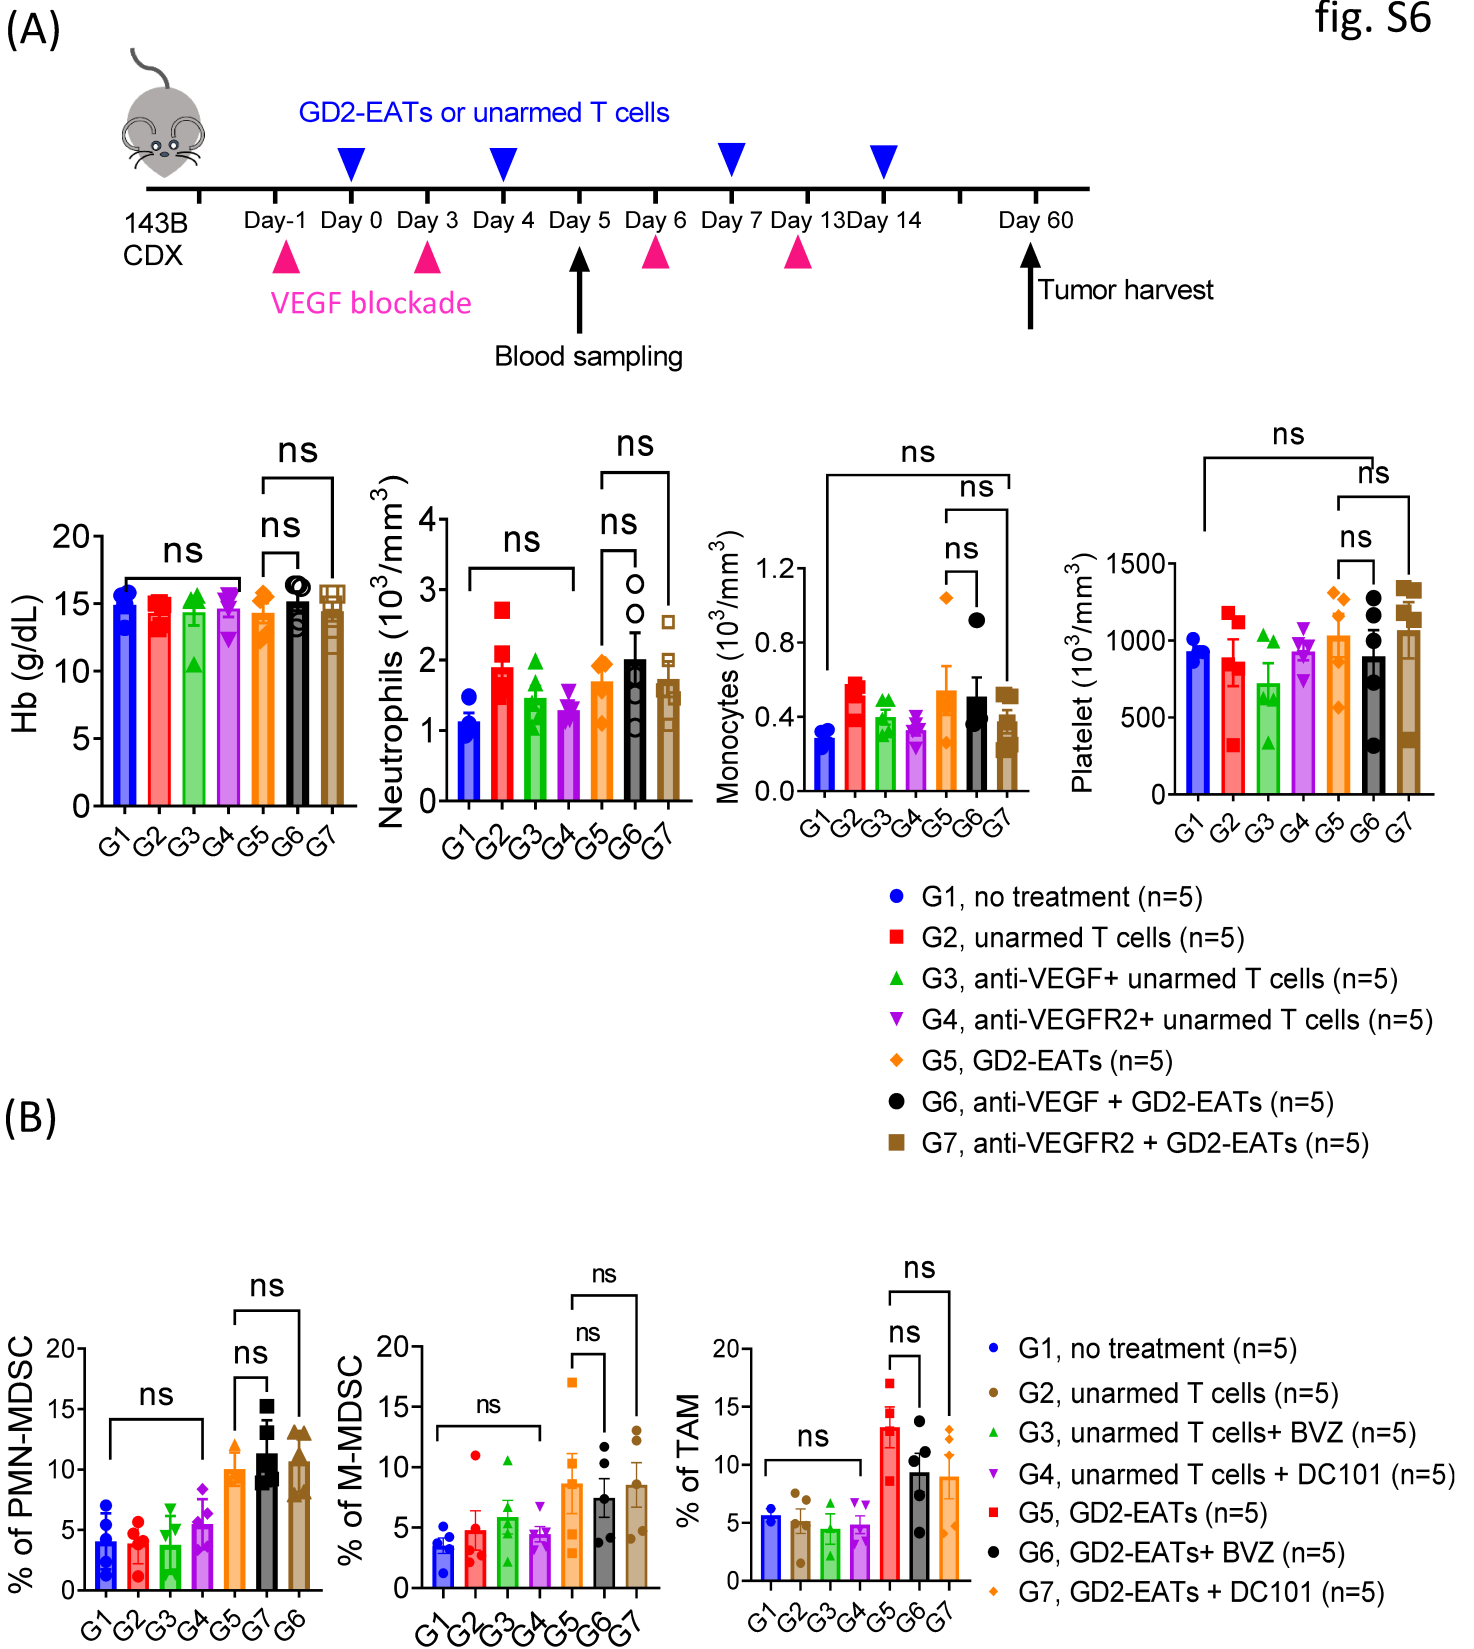 (A)
fig. S6
GD2-EATs or unarmed T cells
143B
CDX
Day-1 Day 0 Day 3 Day 4 Day 5 Day 6 Day 7 Day 13 Day 14 Day 60
VEGF blockade
Tumor harvest
Blood sampling
Hb (g/dL)
20
15
10
5
0
ns
ns
ns
G1 G2 G3 G4 G5 G6 G7
Neutrophils (10³/mm³)
4
3
2
1
0
ns
ns
ns
G1 G2 G3 G4 G5 G6 G7
Monocytes (10³/mm³)
1.2
0.8
0.4
0.0
ns
ns
ns
G1 G2 G3 G4 G5 G6 G7
Platelet (10³/mm³)
1500
1000
500
0
ns
ns
ns
G1 G2 G3 G4 G5 G6 G7
G1, no treatment (n=5)
G2, unarmed T cells (n=5)
G3, anti-VEGF+ unarmed T cells (n=5)
G4, anti-VEGFR2+ unarmed T cells (n=5)
G5, GD2-EATs (n=5)
G6, anti-VEGF + GD2-EATs (n=5)
G7, anti-VEGFR2 + GD2-EATs (n=5)
(B)
% of PMN-MDSC
20
15
10
5
0
ns
ns
ns
G1 G2 G3 G4 G5 G7 G6
% of M-MDSC
20
15
10
5
0
ns
ns
ns
G1 G2 G3 G4 G5 G6 G7
% of TAM
20
15
10
5
0
ns
ns
ns
G1 G2 G3 G4 G5 G6 G7
G1, no treatment (n=5)
G2, unarmed T cells (n=5)
G3, unarmed T cells+ BVZ (n=5)
G4, unarmed T cells + DC101 (n=5)
G5, GD2-EATs (n=5)
G6, GD2-EATs+ BVZ (n=5)
G7, GD2-EATs + DC101 (n=5)